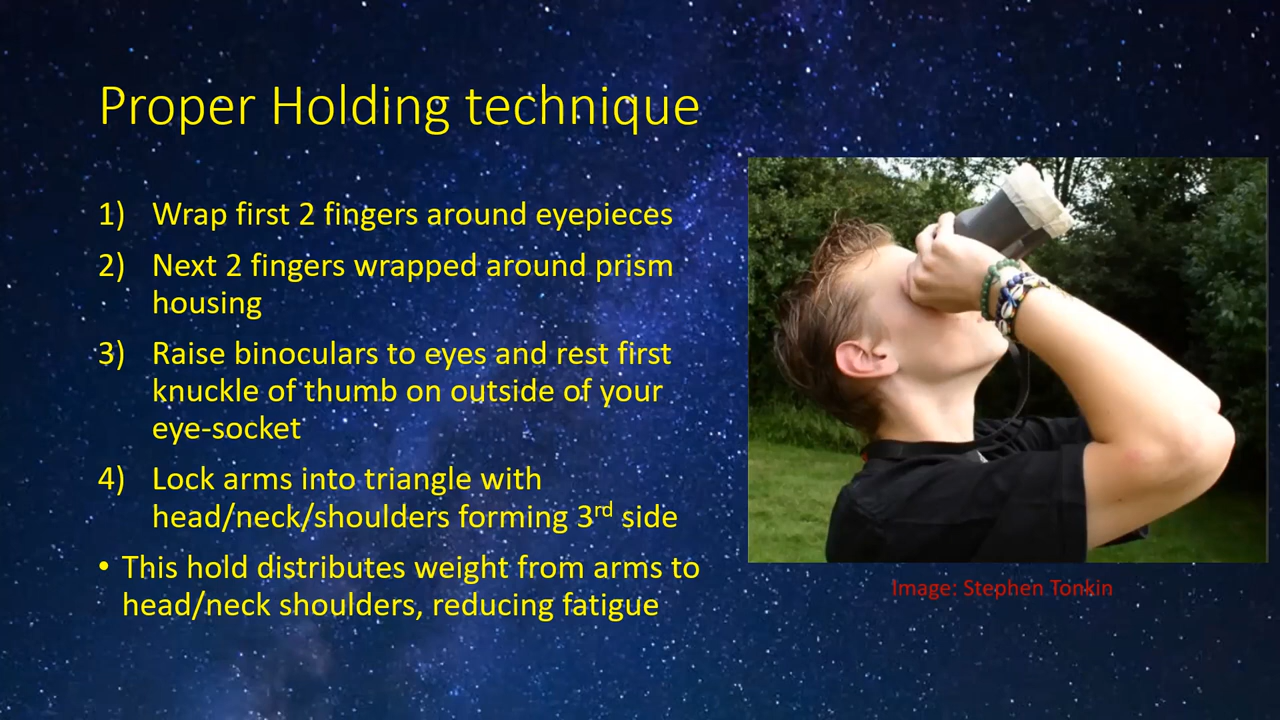 Proper Holding technique
1) Wrap first 2 fingers around eyepieces
2) Next 2 fingers wrapped around prism
housing
3) Raise binoculars to eyes and rest first
knuckle of thumb on outside of your
eye-socket
4) Lock arms into triangle with
head/neck/shoulders forming 3rd side
• This hold distributes weight from arms to
head/neck shoulders, reducing fatigue
Image: Stephen Tonkin